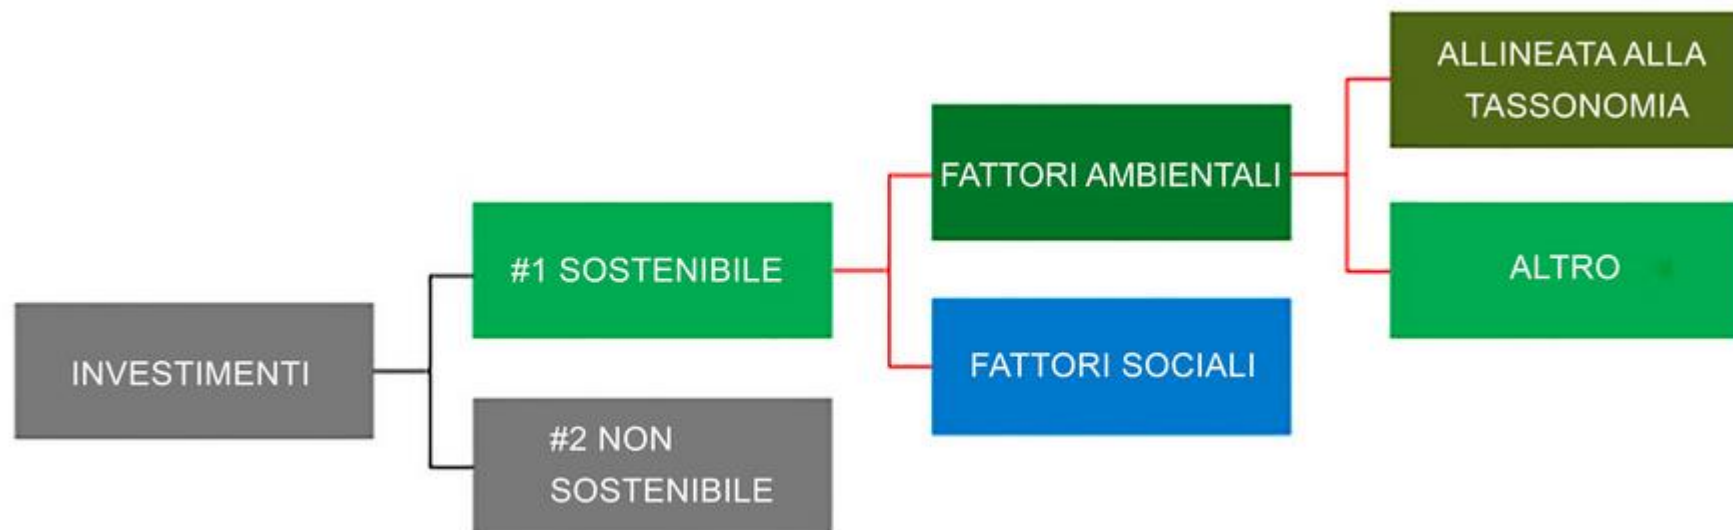 INVESTIMENTI
#1 SOSTENIBILE
#2 NON
SOSTENIBILE
FATTORI AMBIENTALI
FATTORI SOCIALI
ALLINEATA ALLA
TASSONOMIA
ALTRO